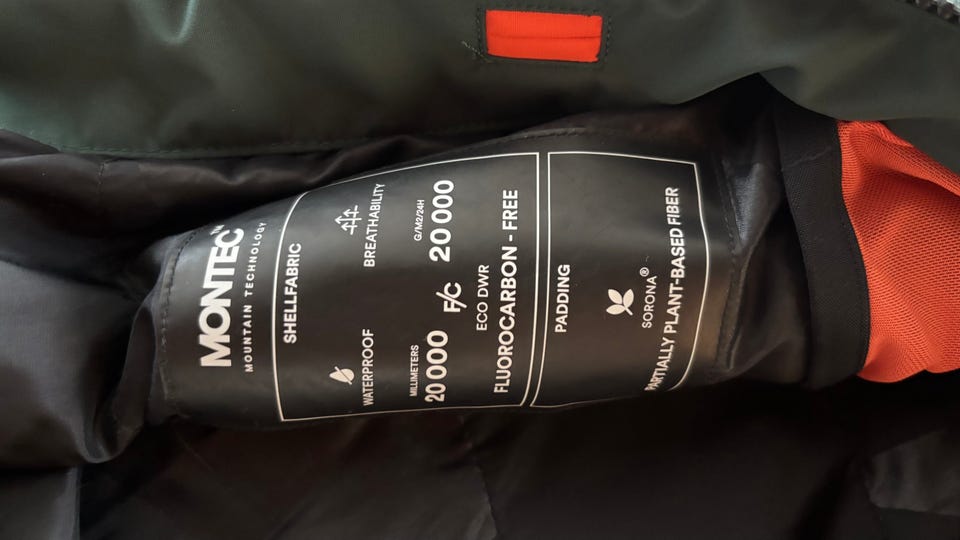 MONTEC™
MOUNTAIN TECHNOLOGY
SHELLFABRIC
WATERPROOF
BREATHABILITY
MILLIMETERS
20 000
G/M2/24H
20 000
F/C
ECO DWR
FLUOROCARBON - FREE
PADDING
SORONA®
PARTIALLY PLANT-BASED FIBER